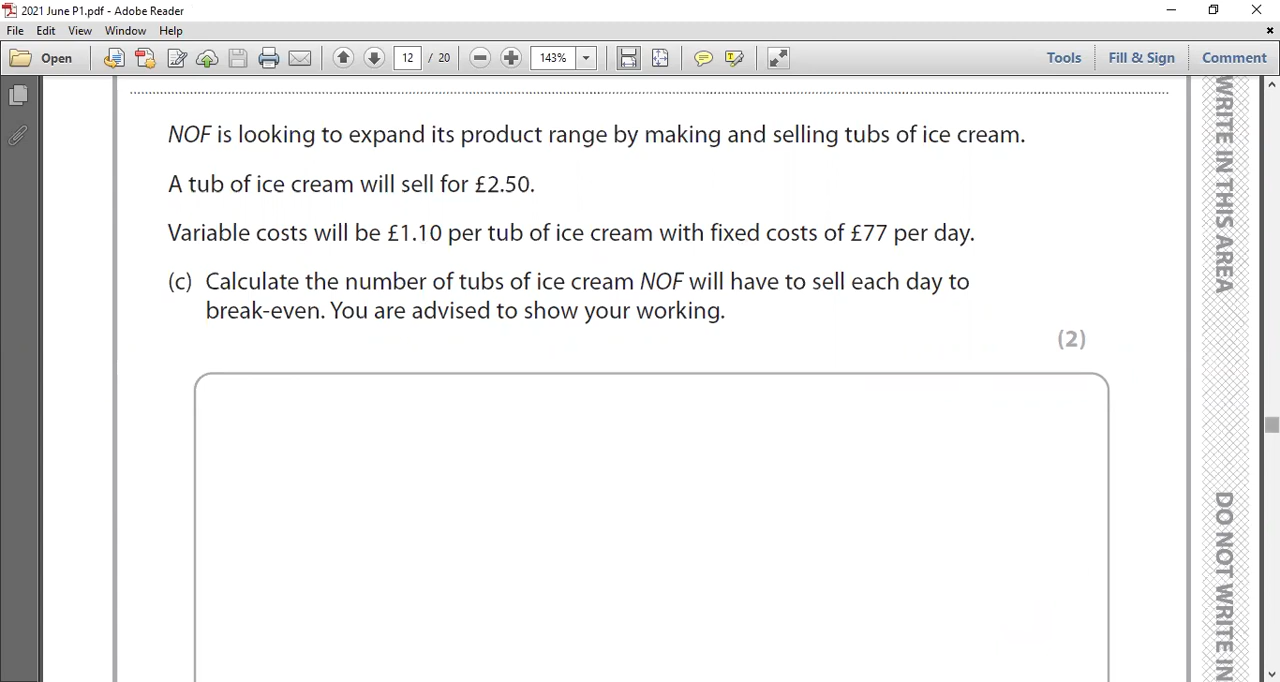 2021 June P1.pdf - Adobe Reader
File Edit View Window Help
Open 12 / 20 143% Tools Fill & Sign Comment
NOF is looking to expand its product range by making and selling tubs of ice cream.
A tub of ice cream will sell for £2.50.
Variable costs will be £1.10 per tub of ice cream with fixed costs of £77 per day.
(c) Calculate the number of tubs of ice cream NOF will have to sell each day to
break-even. You are advised to show your working.
(2)
WRITE IN THIS AREA
DO NOT WRITE IN